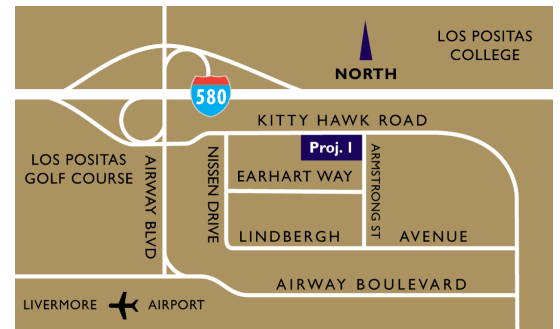 LOS POSITAS
COLLEGE
NORTH
580
KITTY HAWK ROAD
Proj. I
LOS POSITAS
GOLF COURSE
AIRWAY BLVD
NISSEN DRIVE
EARHART WAY
ARMSTRONG ST
LINDBERGH AVENUE
AIRWAY BOULEVARD
LIVERMORE AIRPORT